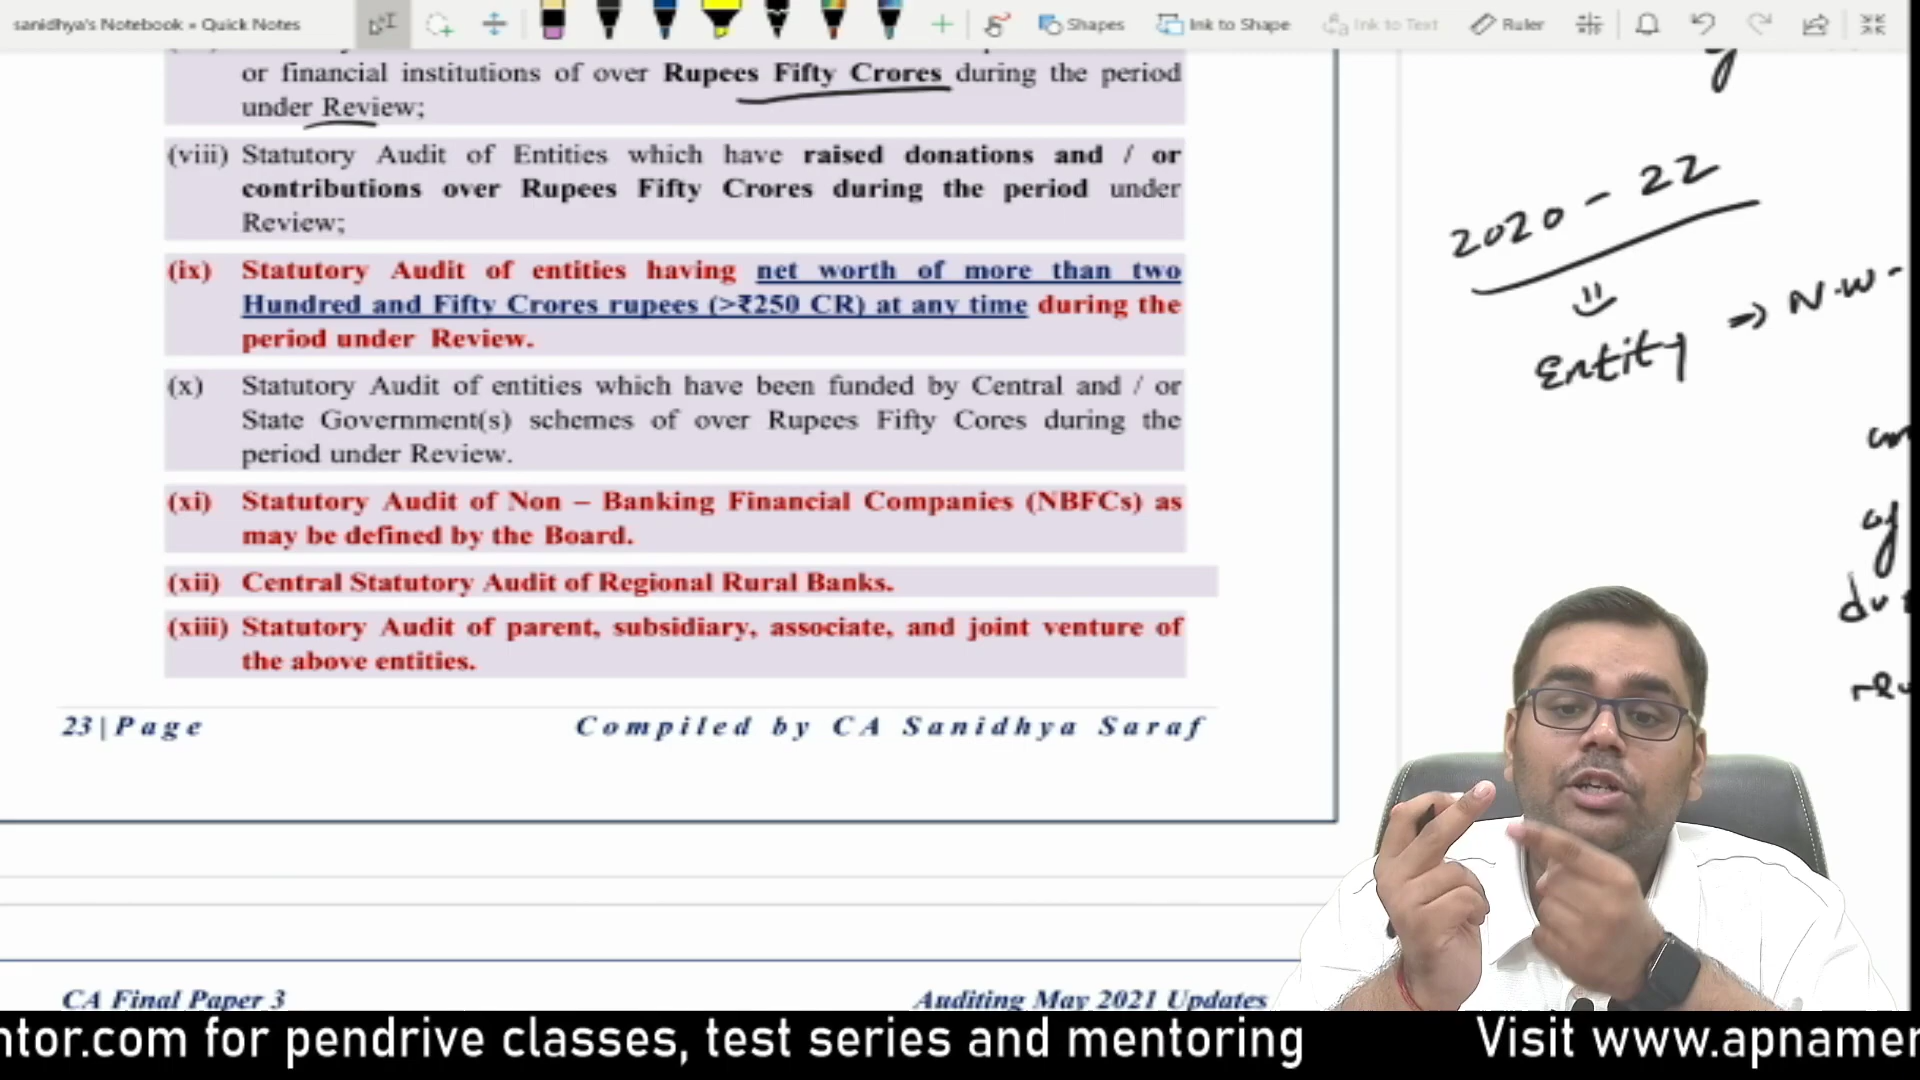 sanidhya's Notebook » Quick Notes
Shapes
Ink to Shape
Ink to Text
Ruler
or financial institutions of over Rupees Fifty Crores during the period
under Review;
(viii) Statutory Audit of Entities which have raised donations and / or
contributions over Rupees Fifty Crores during the period under
Review;
(ix) Statutory Audit of entities having net worth of more than two
Hundred and Fifty Crores rupees (>₹250 CR) at any time during the
period under Review.
(x) Statutory Audit of entities which have been funded by Central and / or
State Government(s) schemes of over Rupees Fifty Cores during the
period under Review.
(xi) Statutory Audit of Non – Banking Financial Companies (NBFCs) as
may be defined by the Board.
(xii) Central Statutory Audit of Regional Rural Banks.
(xiii) Statutory Audit of parent, subsidiary, associate, and joint venture of
the above entities.
23|Page
Compiled by CA Sanidhya Saraf
2020 - 22
Entity → N.W-
of
CA Final Paper 3
Auditing May 2021 Updates
ntor.com for pendrive classes, test series and mentoring
Visit www.apnamen